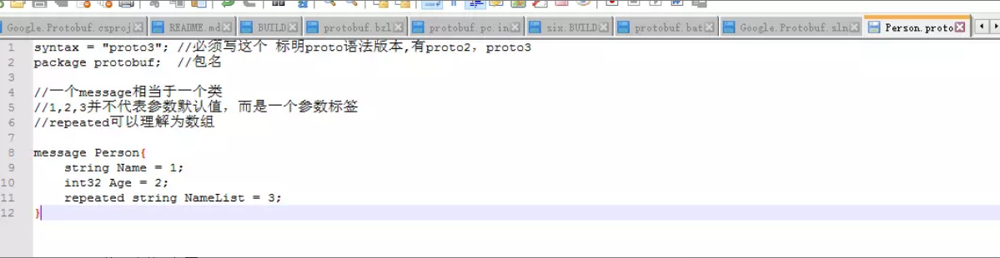 Google.Protobuf.csproj README.md BUILD protobuf.bzl protobuf.pc.in six.BUILD protobuf.bat Google.Protobuf.sln Person.proto
1 syntax = "proto3"; //必须写这个 标明proto语法版本,有proto2, proto3
2 package protobuf;  //包名
3
4 //一个message相当于一个类
5 //1,2,3并不代表参数默认值，而是一个参数标签
6 //repeated可以理解为数组
7
8 message Person{
9     string Name = 1;
10     int32 Age = 2;
11     repeated string NameList = 3;
12 }